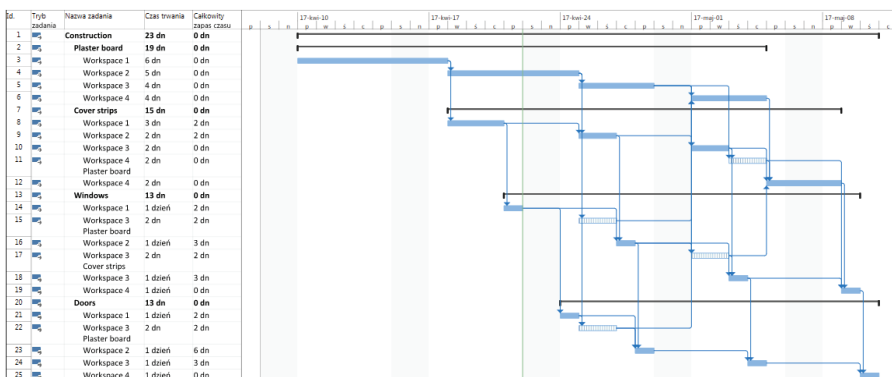 Id. Tryb zadania Nazwa zadania Czas trwania Całkowity zapas czasu
17-kwi-10 17-kwi-17 17-kwi-24 17-maj-01 17-maj-08
p s n p w ś c p s n p w ś c p s n p w ś c p s n p w ś c p s n p w ś c
1 Construction 23 dn 0 dn
2 Plaster board 19 dn 0 dn
3 Workspace 1 6 dn 0 dn
4 Workspace 2 5 dn 0 dn
5 Workspace 3 4 dn 0 dn
6 Workspace 4 4 dn 0 dn
7 Cover strips 15 dn 0 dn
8 Workspace 1 3 dn 2 dn
9 Workspace 2 2 dn 2 dn
10 Workspace 3 2 dn 0 dn
11 Workspace 4 2 dn 0 dn
Plaster board
12 Workspace 4 2 dn 0 dn
13 Windows 13 dn 0 dn
14 Workspace 1 1 dzień 2 dn
15 Workspace 3 2 dn 2 dn
Plaster board
16 Workspace 2 1 dzień 3 dn
17 Workspace 3 2 dn 2 dn
Cover strips
18 Workspace 3 1 dzień 3 dn
19 Workspace 4 1 dzień 0 dn
20 Doors 13 dn 0 dn
21 Workspace 1 1 dzień 2 dn
22 Workspace 3 2 dn 2 dn
Plaster board
23 Workspace 2 1 dzień 6 dn
24 Workspace 3 1 dzień 3 dn
25 Workspace 4 1 dzień 0 dn